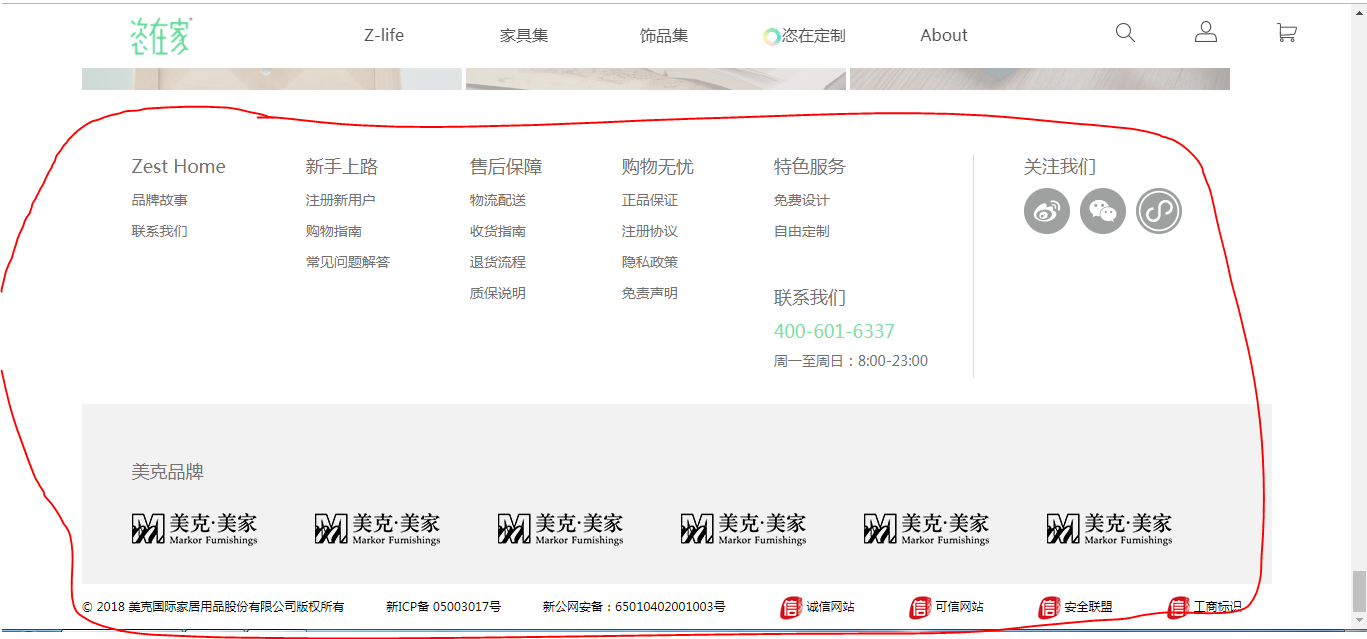 恣在家
Z-life 家具集 饰品集 恣在定制 About
Zest Home
品牌故事
联系我们
新手上路
注册新用户
购物指南
常见问题解答
售后保障
物流配送
收货指南
退货流程
质保说明
购物无忧
正品保证
注册协议
隐私政策
免责声明
特色服务
免费设计
自由定制
联系我们
400-601-6337
周一至周日：8:00-23:00
关注我们
美克品牌
美克·美家
Markor Furnishings
美克·美家
Markor Furnishings
美克·美家
Markor Furnishings
美克·美家
Markor Furnishings
美克·美家
Markor Furnishings
美克·美家
Markor Furnishings
© 2018 美克国际家居用品股份有限公司版权所有 新ICP备 05003017号 新公网安备：65010402001003号 信 诚信网站 信 可信网站 信 安全联盟 信 工商标识